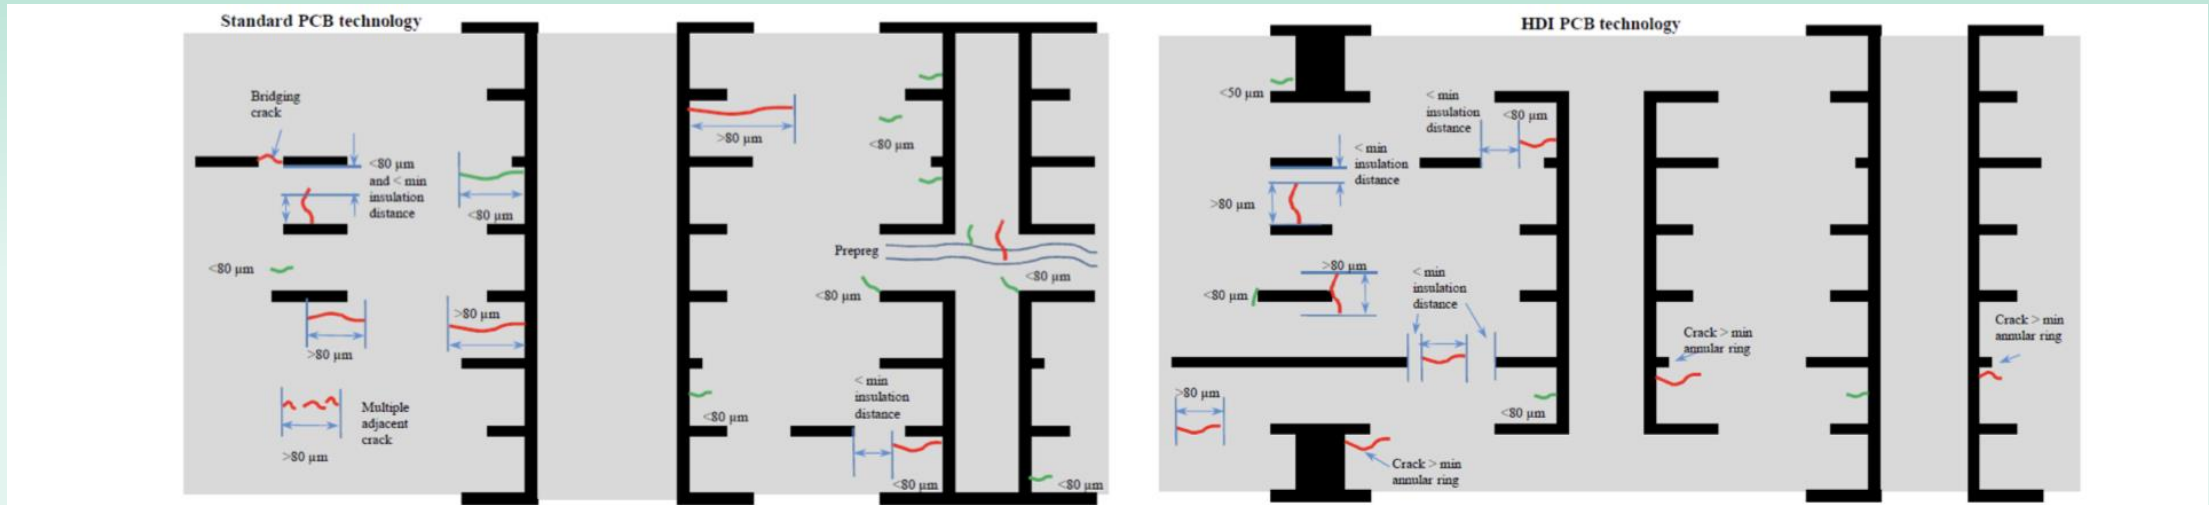 Standard PCB technology
Bridging
crack
<80 μm
and < min
insulation
distance
<80 μm
<80 μm
>80 μm
>80 μm
Multiple
adjacent
crack
>80 μm
>80 μm
<80 μm
Prepreg
<80 μm
<80 μm
<80 μm
< min
insulation
distance
<80 μm
<80 μm
HDI PCB technology
<50 μm
< min
insulation
distance
<80 μm
< min
insulation
distance
>80 μm
>80 μm
<80 μm
< min
insulation
distance
Crack > min
annular ring
Crack > min
annular ring
>80 μm
<80 μm
Crack > min
annular ring